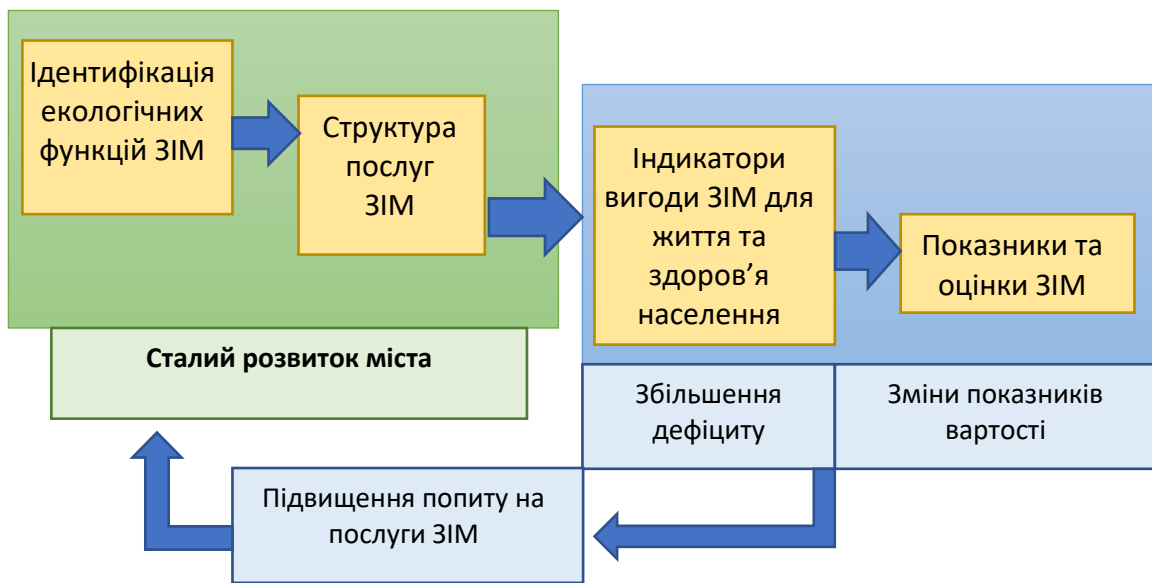 Ідентифікація
екологічних
функцій ЗІМ
Структура
послуг
ЗІМ
Індикатори
вигоди ЗІМ для
життя та
здоров’я
населення
Показники та
оцінки ЗІМ
Сталий розвиток міста
Збільшення
дефіциту
Зміни показників
вартості
Підвищення попиту на
послуги ЗІМ